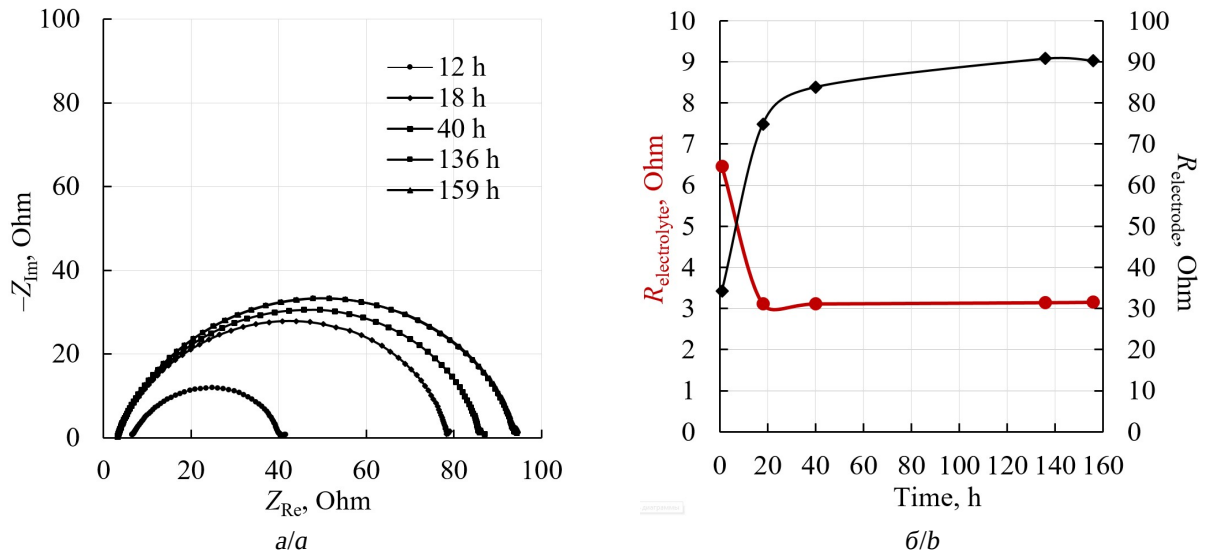 100
80
60
40
20
0
–Z_Im, Ohm
12 h
18 h
40 h
136 h
159 h
0 20 40 60 80 100
Z_Re, Ohm
а/a
10
9
8
7
6
5
4
3
2
1
0
R_electrolyte, Ohm
100
90
80
70
60
50
40
30
20
10
0
R_electrode, Ohm
0 20 40 60 80 100 120 140 160
Time, h
б/b